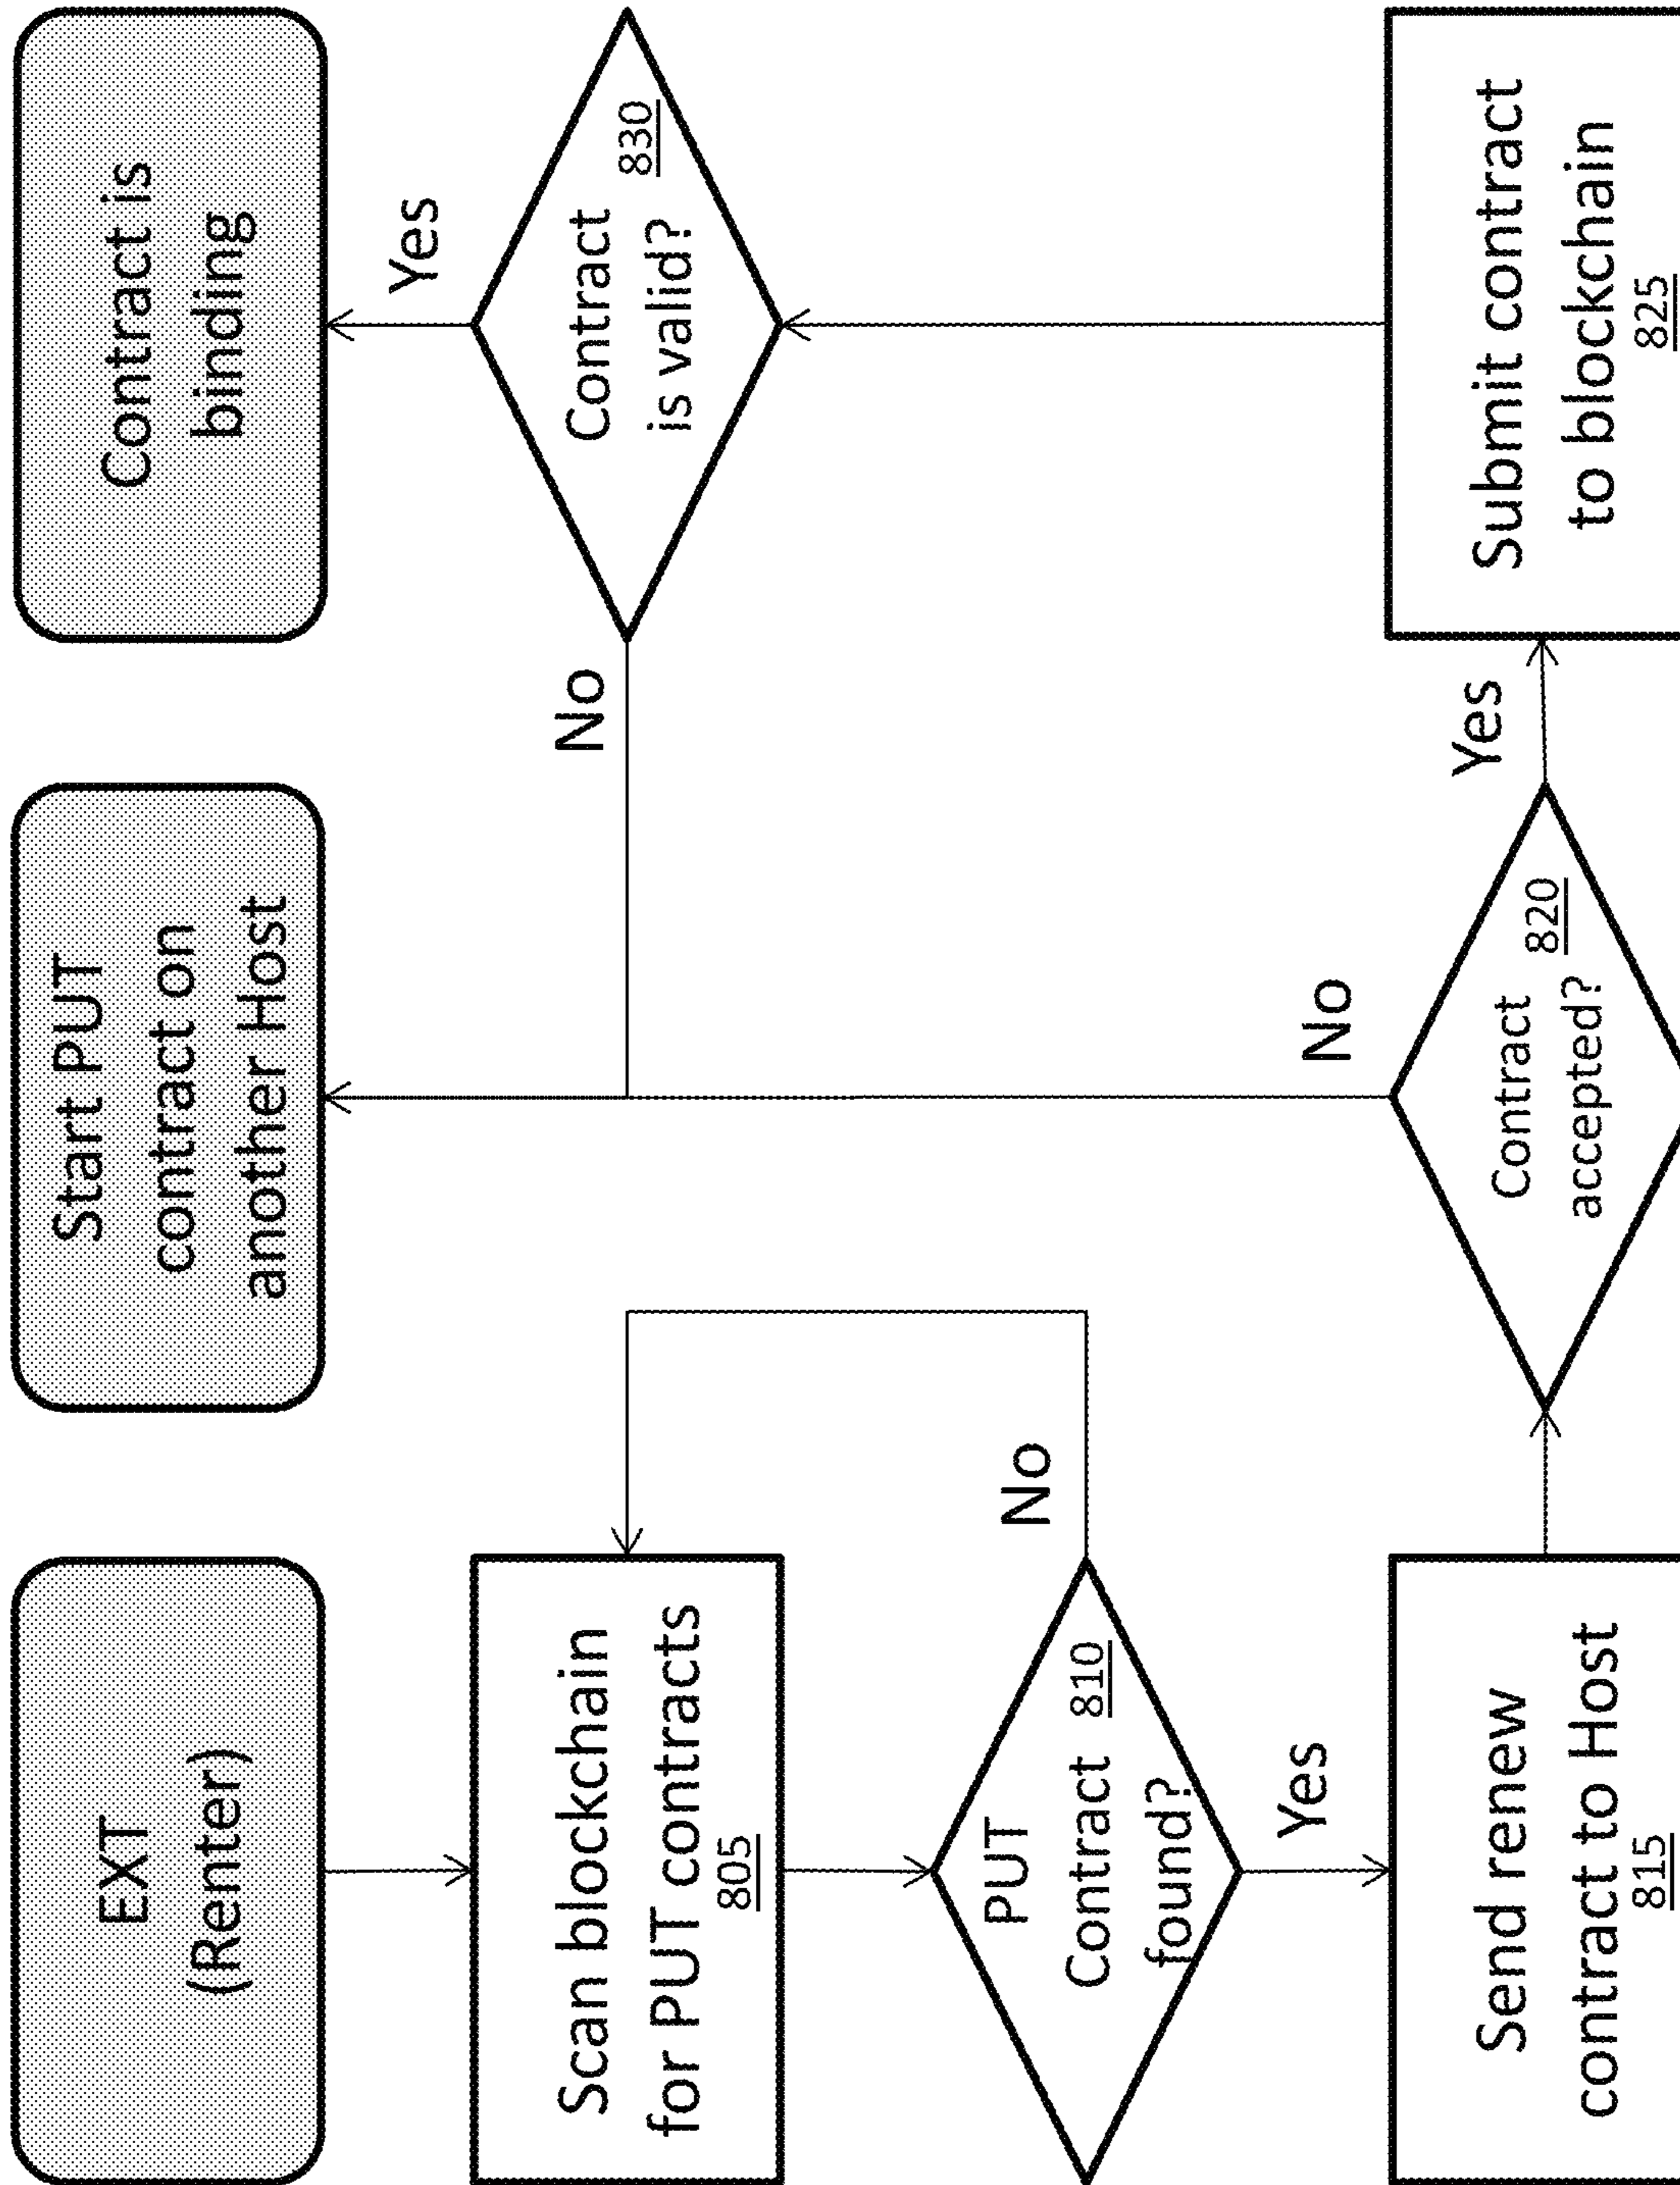 EXT
(Renter)
Scan blockchain
for PUT contracts
805
PUT
Contract 810
found?
No
Yes
Send renew
contract to Host
815
Start PUT
contract on
another Host
No
Contract 820
accepted?
Yes
Contract is
binding
Yes
Contract 830
is valid?
No
Submit contract
to blockchain
825